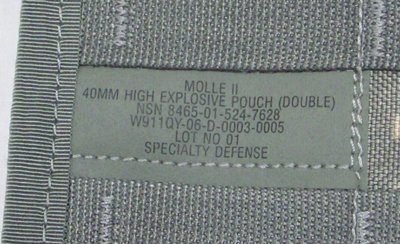 MOLLE II
40MM HIGH EXPLOSIVE POUCH (DOUBLE)
NSN 8465-01-524-7628
W911QY-06-D-0003-0005
LOT NO 01
SPECIALTY DEFENSE